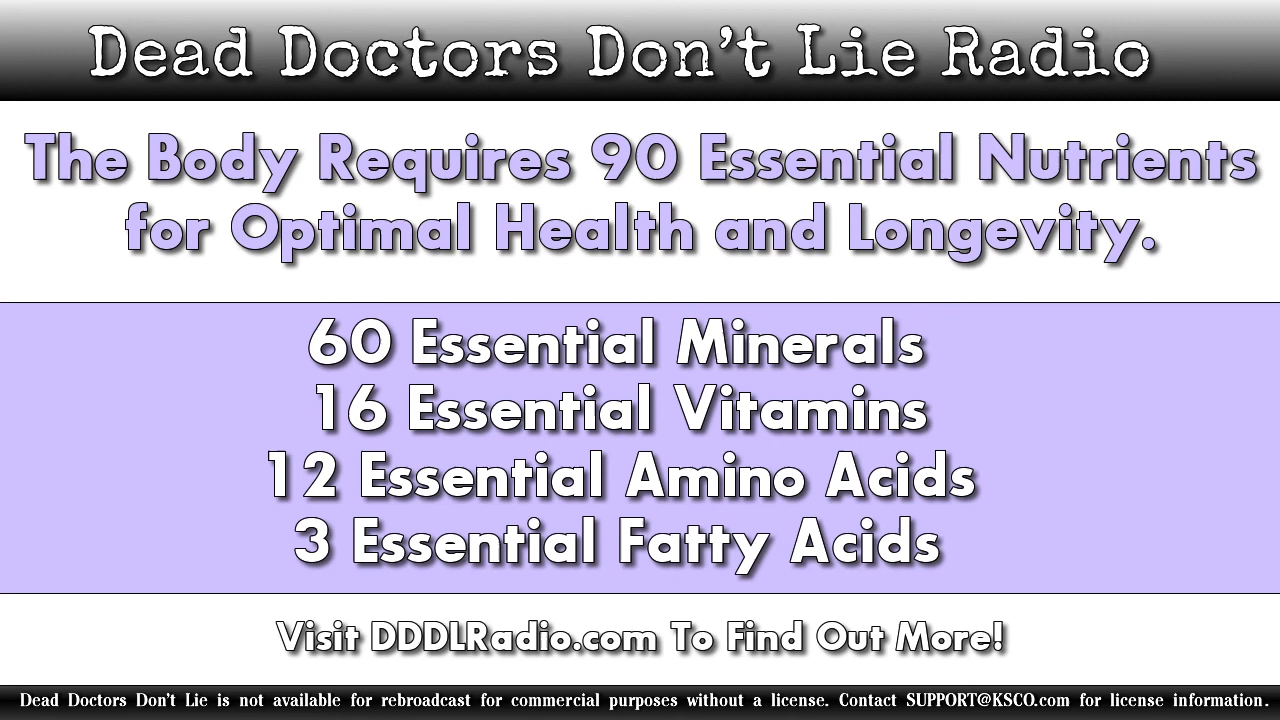 Dead Doctors Don't Lie Radio
The Body Requires 90 Essential Nutrients
for Optimal Health and Longevity.
60 Essential Minerals
16 Essential Vitamins
12 Essential Amino Acids
3 Essential Fatty Acids
Visit DDDLRadio.com To Find Out More!
Dead Doctors Don't Lie is not available for rebroadcast for commercial purposes without a license. Contact SUPPORT@KSCO.com for license information.